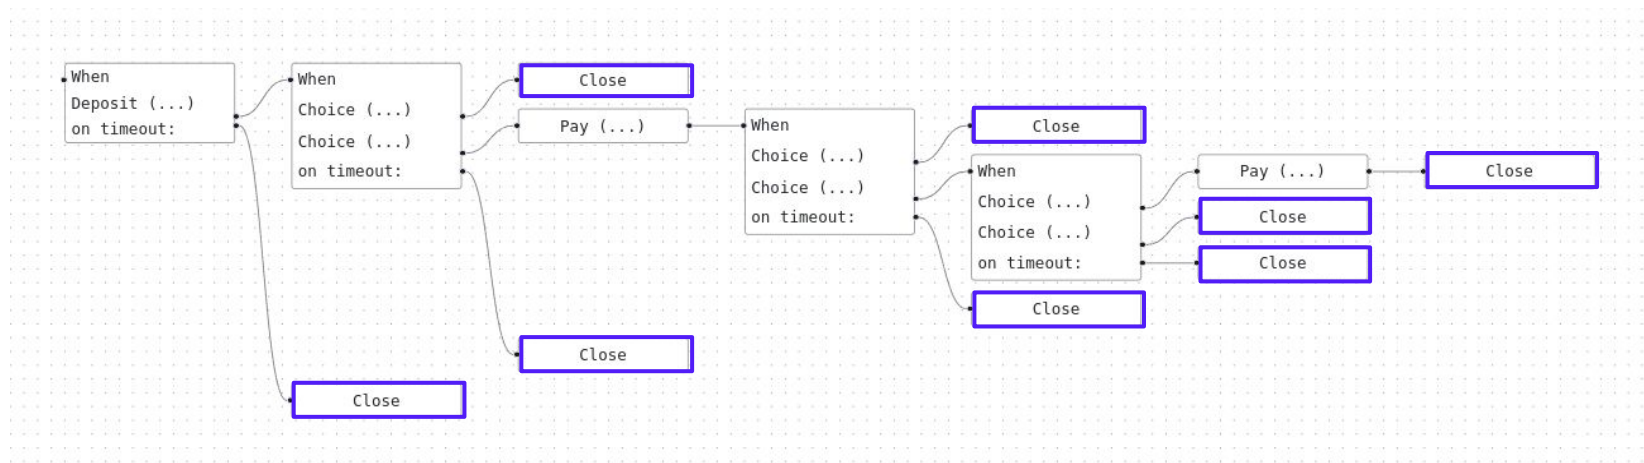 When
Deposit (...)
on timeout:
When
Choice (...)
Choice (...)
on timeout:
Close
Pay (...)
Close
Close
When
Choice (...)
Choice (...)
on timeout:
Close
When
Choice (...)
Choice (...)
on timeout:
Close
Pay (...)
Close
Close
Close